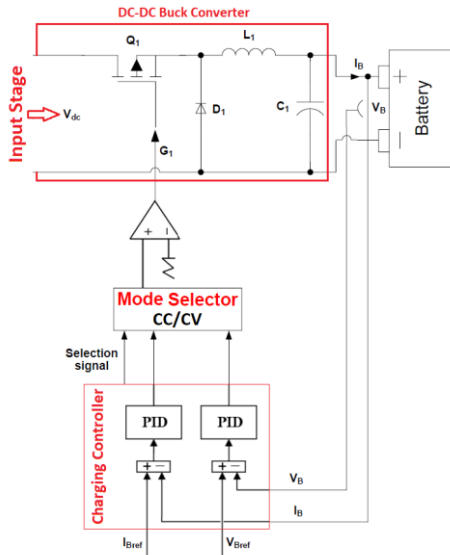 DC-DC Buck Converter
Q1
L1
IB
+
Input Stage
Vdc
D1
C1
VB
Battery
G1
+ −
Mode Selector
CC/CV
Selection
signal
Charging Controller
PID
PID
+ −
+ −
VB
IB
IBref
VBref